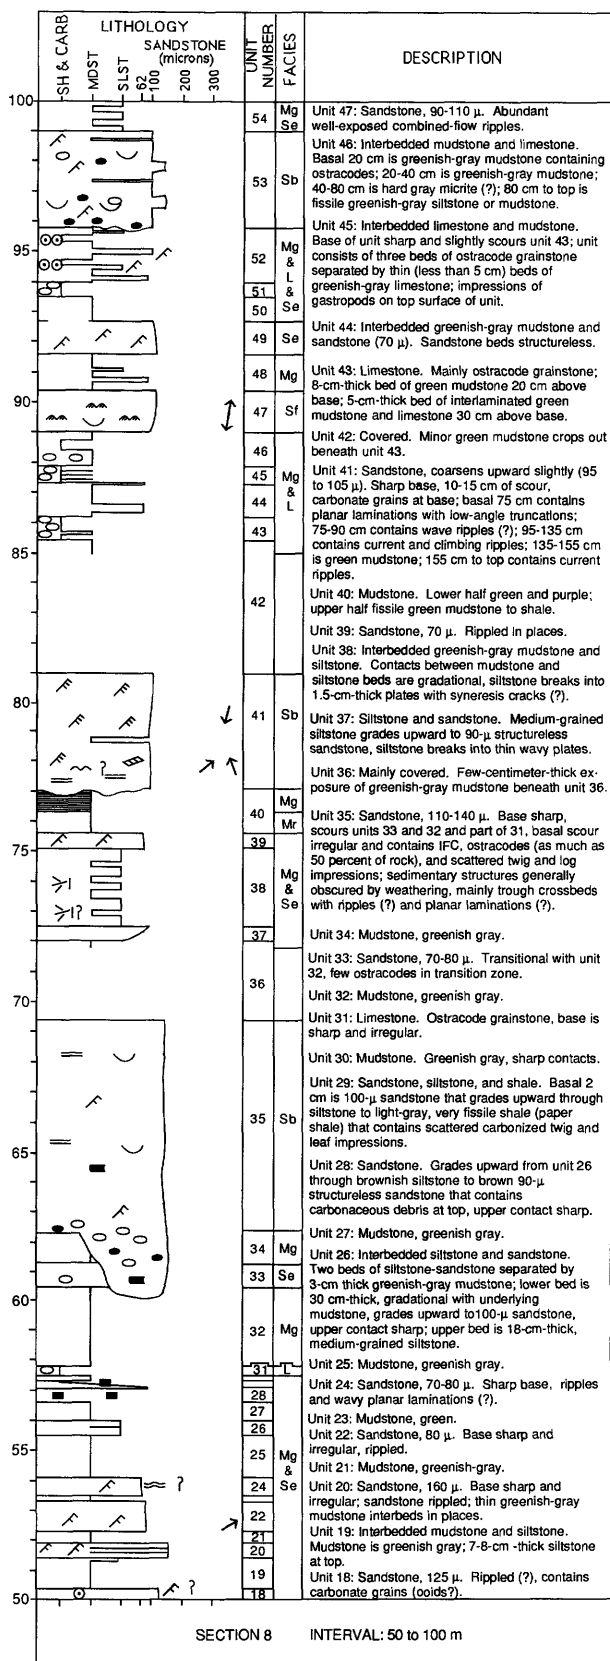 LITHOLOGY
SH & CARB
MDST
SLST
SANDSTONE
(microns)
62
100
200
300
UNIT
NUMBER
FACIES
DESCRIPTION
100
95
90
85
80
75
70
65
60
55
50
54
53
52
51
50
49
48
47
46
45
44
43
42
41
40
39
38
37
36
35
34
33
32
31
28
27
26
25
24
22
21
20
19
18
Mg
Se
Sb
Mg
&
L
&
Se
Se
Mg
Sf
Mg
&
L
Sb
Mg
Mr
Mg
&
Se
Sb
Mg
Se
Mg
L
Mg
&
Se
?
?
?
?
Unit 47: Sandstone, 90-110 μ. Abundant
well-exposed combined-flow ripples.
Unit 46: Interbedded mudstone and limestone.
Basal 20 cm is greenish-gray mudstone containing
ostracodes; 20-40 cm is greenish-gray mudstone;
40-80 cm is hard gray micrite (?); 80 cm to top is
fissile greenish-gray siltstone or mudstone.
Unit 45: Interbedded limestone and mudstone.
Base of unit sharp and slightly scours unit 43; unit
consists of three beds of ostracode grainstone
separated by thin (less than 5 cm) beds of
greenish-gray limestone; impressions of
gastropods on top surface of unit.
Unit 44: Interbedded greenish-gray mudstone and
sandstone (70 μ). Sandstone beds structureless.
Unit 43: Limestone. Mainly ostracode grainstone;
8-cm-thick bed of green mudstone 20 cm above
base; 5-cm-thick bed of interlaminated green
mudstone and limestone 30 cm above base.
Unit 42: Covered. Minor green mudstone crops out
beneath unit 43.
Unit 41: Sandstone, coarsens upward slightly (95
to 105 μ). Sharp base, 10-15 cm of scour,
carbonate grains at base; basal 75 cm contains
planar laminations with low-angle truncations;
75-90 cm contains wave ripples (?); 95-135 cm
contains current and climbing ripples; 135-155 cm
is green mudstone; 155 cm to top contains current
ripples.
Unit 40: Mudstone. Lower half green and purple;
upper half fissile green mudstone to shale.
Unit 39: Sandstone, 70 μ. Rippled in places.
Unit 38: Interbedded greenish-gray mudstone and
siltstone. Contacts between mudstone and
siltstone beds are gradational, siltstone breaks into
1.5-cm-thick plates with syneresis cracks (?).
Unit 37: Siltstone and sandstone. Medium-grained
siltstone grades upward to 90-μ structureless
sandstone, siltstone breaks into thin wavy plates.
Unit 36: Mainly covered. Few-centimeter-thick ex-
posure of greenish-gray mudstone beneath unit 36.
Unit 35: Sandstone, 110-140 μ. Base sharp,
scours units 33 and 32 and part of 31, basal scour
irregular and contains IFC, ostracodes (as much as
50 percent of rock), and scattered twig and log
impressions; sedimentary structures generally
obscured by weathering, mainly trough crossbeds
with ripples (?) and planar laminations (?).
Unit 34: Mudstone, greenish gray.
Unit 33: Sandstone, 70-80 μ. Transitional with unit
32, few ostracodes in transition zone.
Unit 32: Mudstone, greenish gray.
Unit 31: Limestone. Ostracode grainstone, base is
sharp and irregular.
Unit 30: Mudstone. Greenish gray, sharp contacts.
Unit 29: Sandstone, siltstone, and shale. Basal 2
cm is 100-μ sandstone that grades upward through
siltstone to light-gray, very fissile shale (paper
shale) that contains scattered carbonized twig and
leaf impressions.
Unit 28: Sandstone. Grades upward from unit 26
through brownish siltstone to brown 90-μ
structureless sandstone that contains
carbonaceous debris at top, upper contact sharp.
Unit 27: Mudstone, greenish gray.
Unit 26: Interbedded siltstone and sandstone.
Two beds of siltstone-sandstone separated by
3-cm thick greenish-gray mudstone; lower bed is
30 cm-thick, gradational with underlying
mudstone, grades upward to100-μ sandstone,
upper contact sharp; upper bed is 18-cm-thick,
medium-grained siltstone.
Unit 25: Mudstone, greenish gray.
Unit 24: Sandstone, 70-80 μ. Sharp base, ripples
and wavy planar laminations (?).
Unit 23: Mudstone, green.
Unit 22: Sandstone, 80 μ. Base sharp and
irregular, rippled.
Unit 21: Mudstone, greenish-gray.
Unit 20: Sandstone, 160 μ. Base sharp and
irregular; sandstone rippled; thin greenish-gray
mudstone interbeds in places.
Unit 19: Interbedded mudstone and siltstone.
Mudstone is greenish gray; 7-8-cm -thick siltstone
at top.
Unit 18: Sandstone, 125 μ. Rippled (?), contains
carbonate grains (ooids?).
SECTION 8 INTERVAL: 50 to 100 m